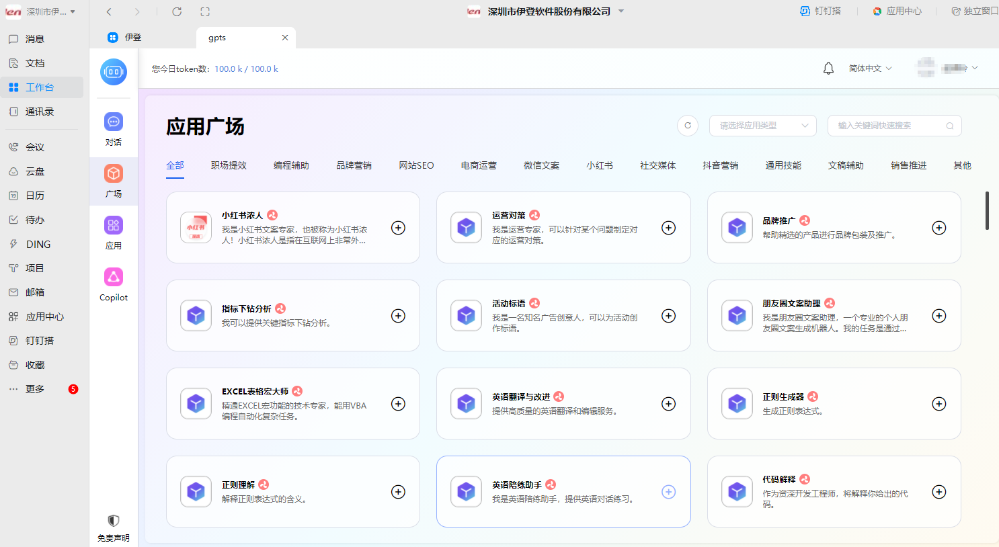 深圳市伊...
消息
文档
工作台
通讯录
会议
云盘
19
日历
待办
DING
项目
邮箱
应用中心
钉钉搭
收藏
更多
5
深圳市伊登软件股份有限公司
钉钉搭
应用中心
独立窗口
伊登
gpts
对话
广场
应用
Copilot
免责声明
您今日token数：100.0 k / 100.0 k
简体中文
应用广场
请选择应用类型
输入关键词快速搜索
全部 职场提效 编程辅助 品牌营销 网站SEO 电商运营 微信文案 小红书 社交媒体 抖音营销 通用技能 文稿辅助 销售推进 其他
小红书
小红书浓人
我是小红书文案专家，也被称为小红书浓
人！小红书浓人是指在互联网上非常外...
运营对策
我是运营专家，可以针对某个问题制定对
应的运营对策。
品牌推广
帮助精选的产品进行品牌包装及推广。
指标下钻分析
我可以提供关键指标下钻分析。
活动标语
我是一名知名广告创意人，可以为活动创
作标语。
朋友圈文案助理
我是朋友圈文案助理，一个专业的个人朋
友圈文案生成机器人。我的任务是通过...
EXCEL表格宏大师
精通EXCEL宏功能的技术专家，能用VBA
编程自动化复杂任务。
英语翻译与改进
提供高质量的英语翻译和编辑服务。
正则生成器
生成正则表达式。
正则理解
解释正则表达式的含义。
英语陪练助手
我是英语陪练助手，提供英语对话练习。
代码解释
作为资深开发工程师，将解释你给出的代
码。